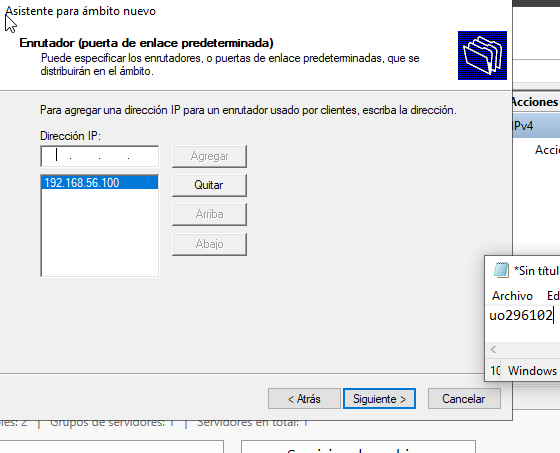 Asistente para ámbito nuevo
Enrutador (puerta de enlace predeterminada)
Puede especificar los enrutadores, o puertas de enlace predeterminadas, que se
distribuirán en el ámbito.
Para agregar una dirección IP para un enrutador usado por clientes, escriba la dirección.
Dirección IP:
. . .
Agregar
192.168.56.100
Quitar
Arriba
Abajo
< Atrás
Siguiente >
Cancelar
Acciones
IPv4
Acci
*Sin títul
Archivo Ed
uo296102
<
10 Windows
les: 2 | Grupos de servidores: 1 | Servidores en total: 1